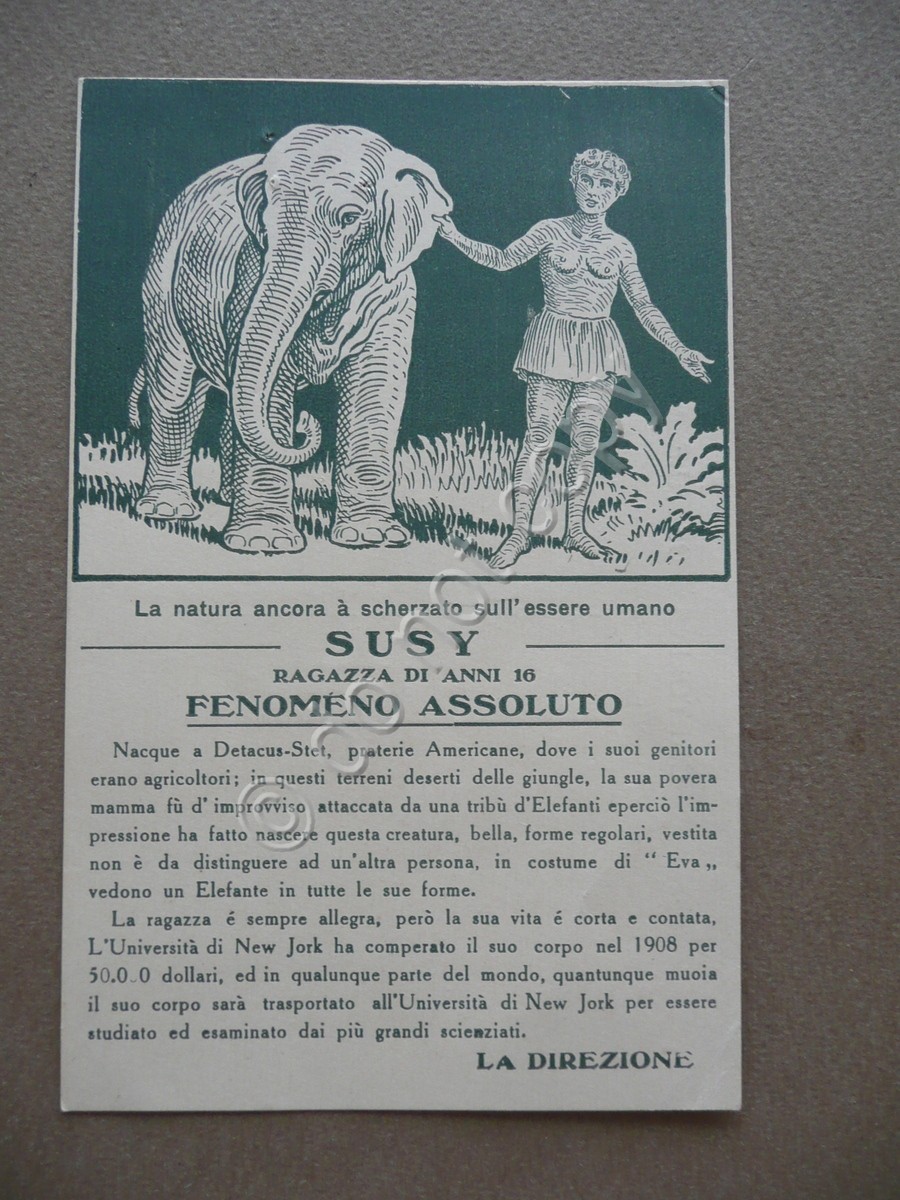 La natura ancora à scherzato sull'essere umano
SUSY
RAGAZZA DI ANNI 16
FENOMENO ASSOLUTO
Nacque a Detacus-Stet, praterie Americane, dove i suoi genitori
erano agricoltori; in questi terreni deserti delle giungle, la sua povera
mamma fù d'improvviso attaccata da una tribù d'Elefanti eperciò l'im-
pressione ha fatto nascere questa creatura, bella, forme regolari, vestita
non è da distinguere ad un'altra persona, in costume di “ Eva „
vedono un Elefante in tutte le sue forme.
La ragazza é sempre allegra, però la sua vita é corta e contata,
L'Università di New Jork ha comperato il suo corpo nel 1908 per
50.000 dollari, ed in qualunque parte del mondo, quantunque muoia
il suo corpo sarà trasportato all'Università di New Jork per essere
studiato ed esaminato dai più grandi scienziati.
LA DIREZIONE
© do not copy